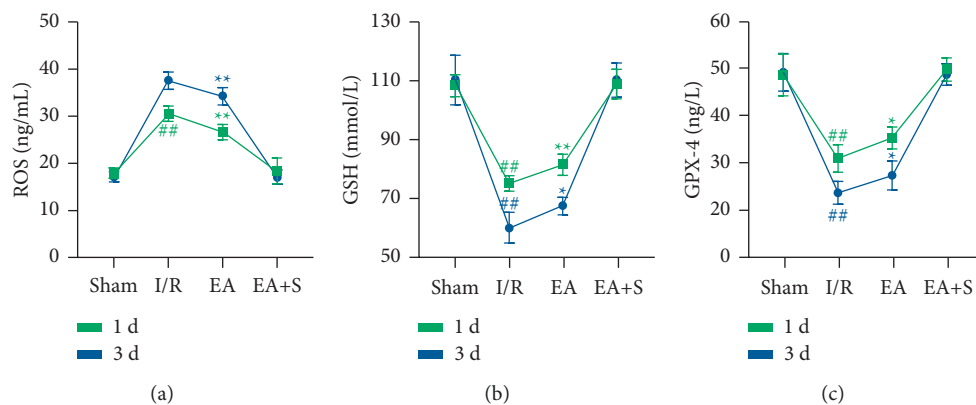 50
40
30
20
10
0
ROS (ng/mL)
**
**
##
Sham I/R EA EA+S
1 d
3 d
(a)
130
110
90
70
50
GSH (mmol/L)
##
**
##
*
Sham I/R EA EA+S
1 d
3 d
(b)
60
50
40
30
20
10
0
GPX-4 (ng/L)
##
*
*
##
Sham I/R EA EA+S
1 d
3 d
(c)